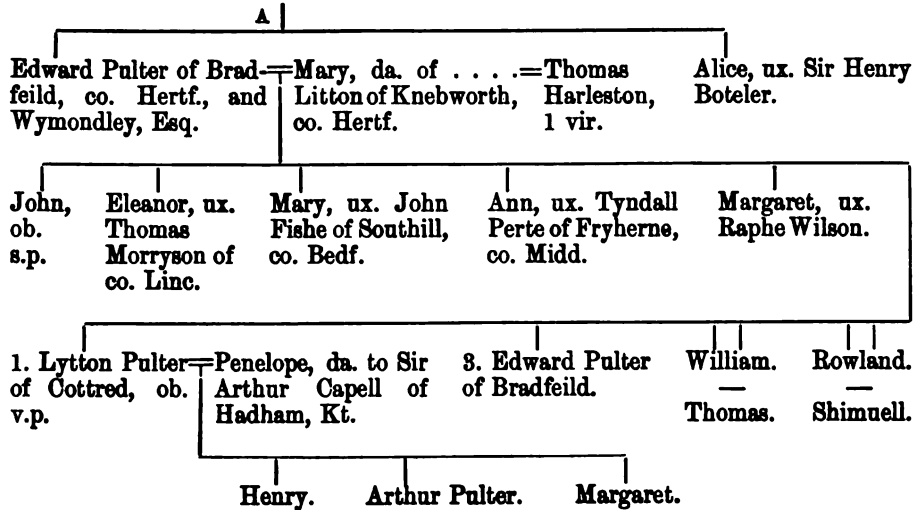 A
Edward Pulter of Brad-=Mary, da. of . . . .=Thomas Alice, ux. Sir Henry
feild, co. Hertf., and Litton of Knebworth, Harleston, Boteler.
Wymondley, Esq. co. Hertf. 1 vir.
John, Eleanor, ux. Mary, ux. John Ann, ux. Tyndall Margaret, ux.
ob. Thomas Fishe of Southill, Perte of Fryherne, Raphe Wilson.
s.p. Morryson of co. Bedf. co. Midd.
co. Linc.
1. Lytton Pulter=Penelope, da. to Sir 3. Edward Pulter William. Rowland.
of Cottred, ob. Arthur Capell of of Bradfeild. — —
v.p. Hadham, Kt. Thomas. Shimuell.
Henry. Arthur Pulter. Margaret.